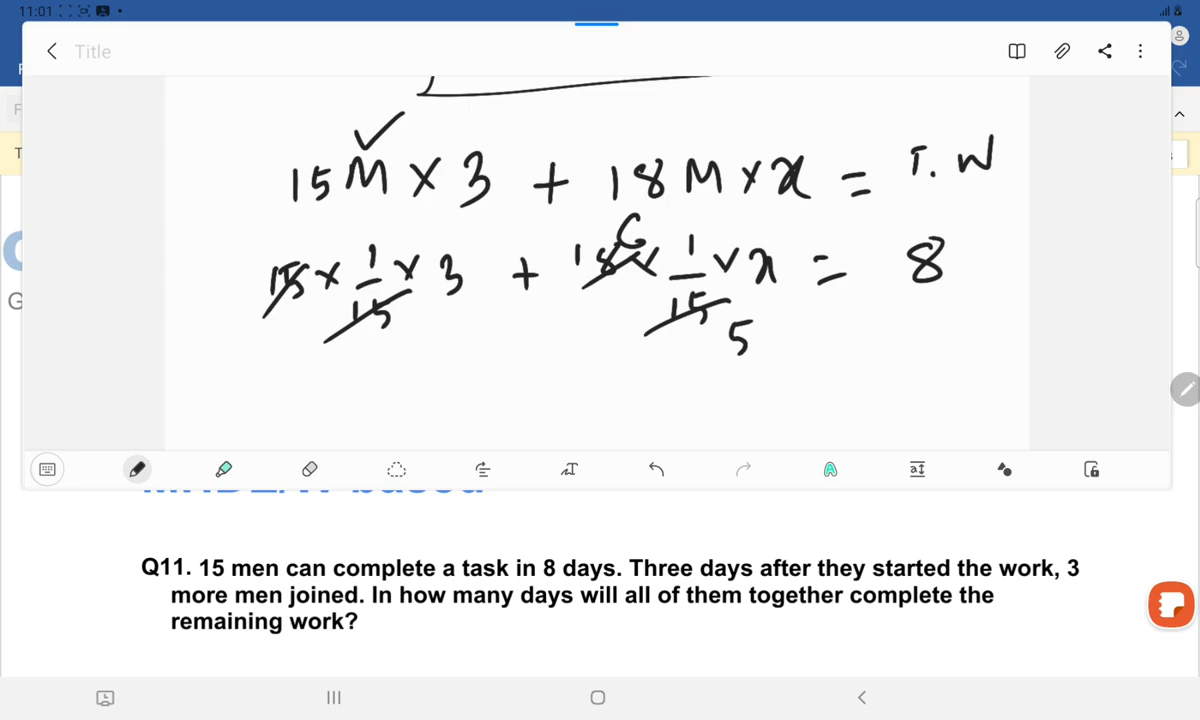 11:01
Title
15 M × 3 + 18 M × x = T. W
15 × 1/15 × 3 + 18 6 × 1/15 × x = 8
5
Q11. 15 men can complete a task in 8 days. Three days after they started the work, 3
more men joined. In how many days will all of them together complete the
remaining work?